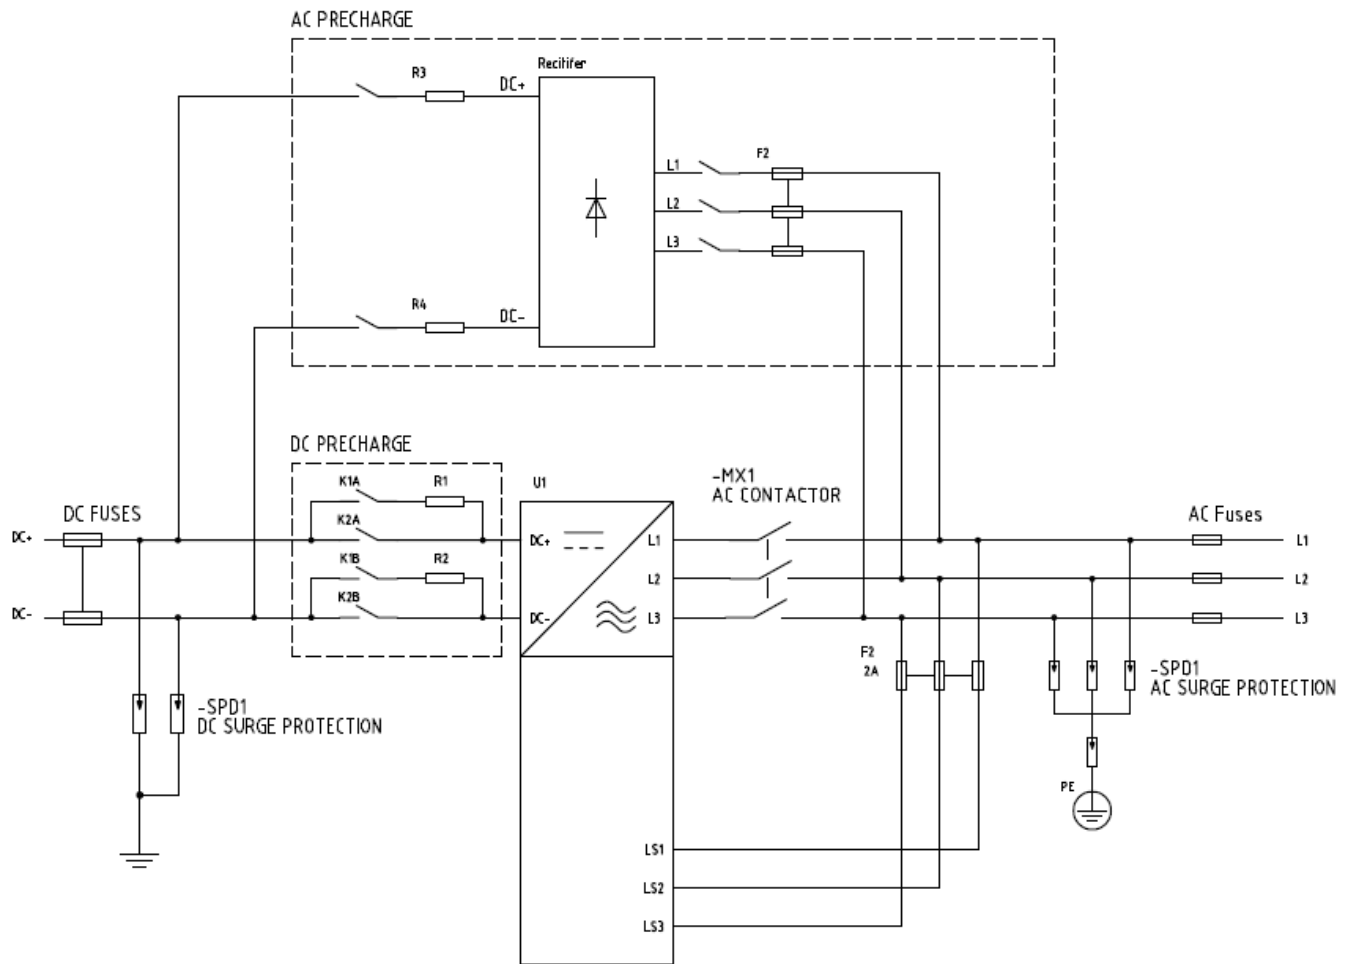 AC PRECHARGE
R3
DC+
Recitifer
L1
F2
L2
L3
R4
DC-
DC PRECHARGE
K1A
R1
K2A
K1B
R2
K2B
DC FUSES
DC+
DC-
U1
DC+
DC-
L1
L2
L3
-MX1
AC CONTACTOR
AC Fuses
L1
L2
L3
F2
2A
-SPD1
DC SURGE PROTECTION
-SPD1
AC SURGE PROTECTION
PE
LS1
LS2
LS3